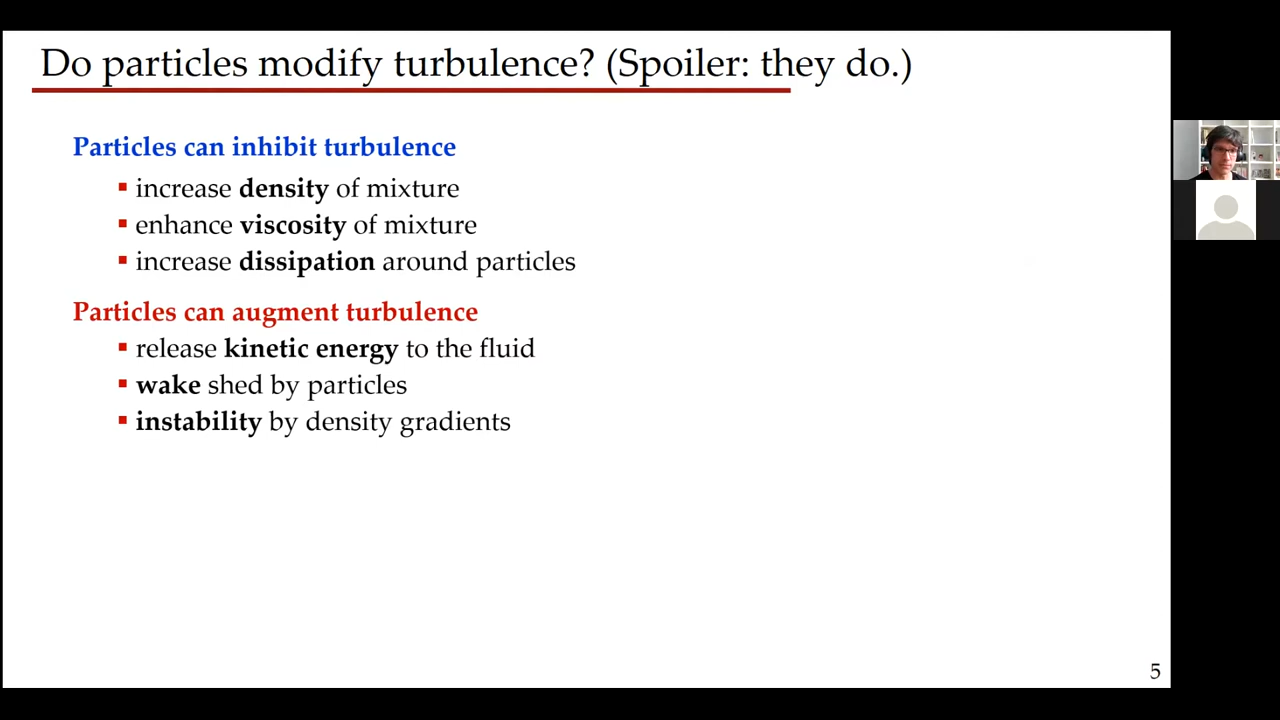 Do particles modify turbulence? (Spoiler: they do.)
Particles can inhibit turbulence
▪ increase density of mixture
▪ enhance viscosity of mixture
▪ increase dissipation around particles
Particles can augment turbulence
▪ release kinetic energy to the fluid
▪ wake shed by particles
▪ instability by density gradients
5